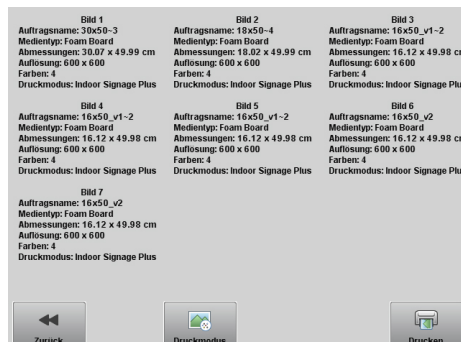 Bild 1
Auftragsname: 30x50~3
Medientyp: Foam Board
Abmessungen: 30.07 x 49.99 cm
Auflösung: 600 x 600
Farben: 4
Druckmodus: Indoor Signage Plus
Bild 2
Auftragsname: 18x50~4
Medientyp: Foam Board
Abmessungen: 18.02 x 49.99 cm
Auflösung: 600 x 600
Farben: 4
Druckmodus: Indoor Signage Plus
Bild 3
Auftragsname: 16x50_v1~2
Medientyp: Foam Board
Abmessungen: 16.12 x 49.98 cm
Auflösung: 600 x 600
Farben: 4
Druckmodus: Indoor Signage Plus
Bild 4
Auftragsname: 16x50_v1~2
Medientyp: Foam Board
Abmessungen: 16.12 x 49.98 cm
Auflösung: 600 x 600
Farben: 4
Druckmodus: Indoor Signage Plus
Bild 5
Auftragsname: 16x50_v1~2
Medientyp: Foam Board
Abmessungen: 16.12 x 49.98 cm
Auflösung: 600 x 600
Farben: 4
Druckmodus: Indoor Signage Plus
Bild 6
Auftragsname: 16x50_v2
Medientyp: Foam Board
Abmessungen: 16.12 x 49.98 cm
Auflösung: 600 x 600
Farben: 4
Druckmodus: Indoor Signage Plus
Bild 7
Auftragsname: 16x50_v2
Medientyp: Foam Board
Abmessungen: 16.12 x 49.98 cm
Auflösung: 600 x 600
Farben: 4
Druckmodus: Indoor Signage Plus
Zurück
Druckmodus
Drucken